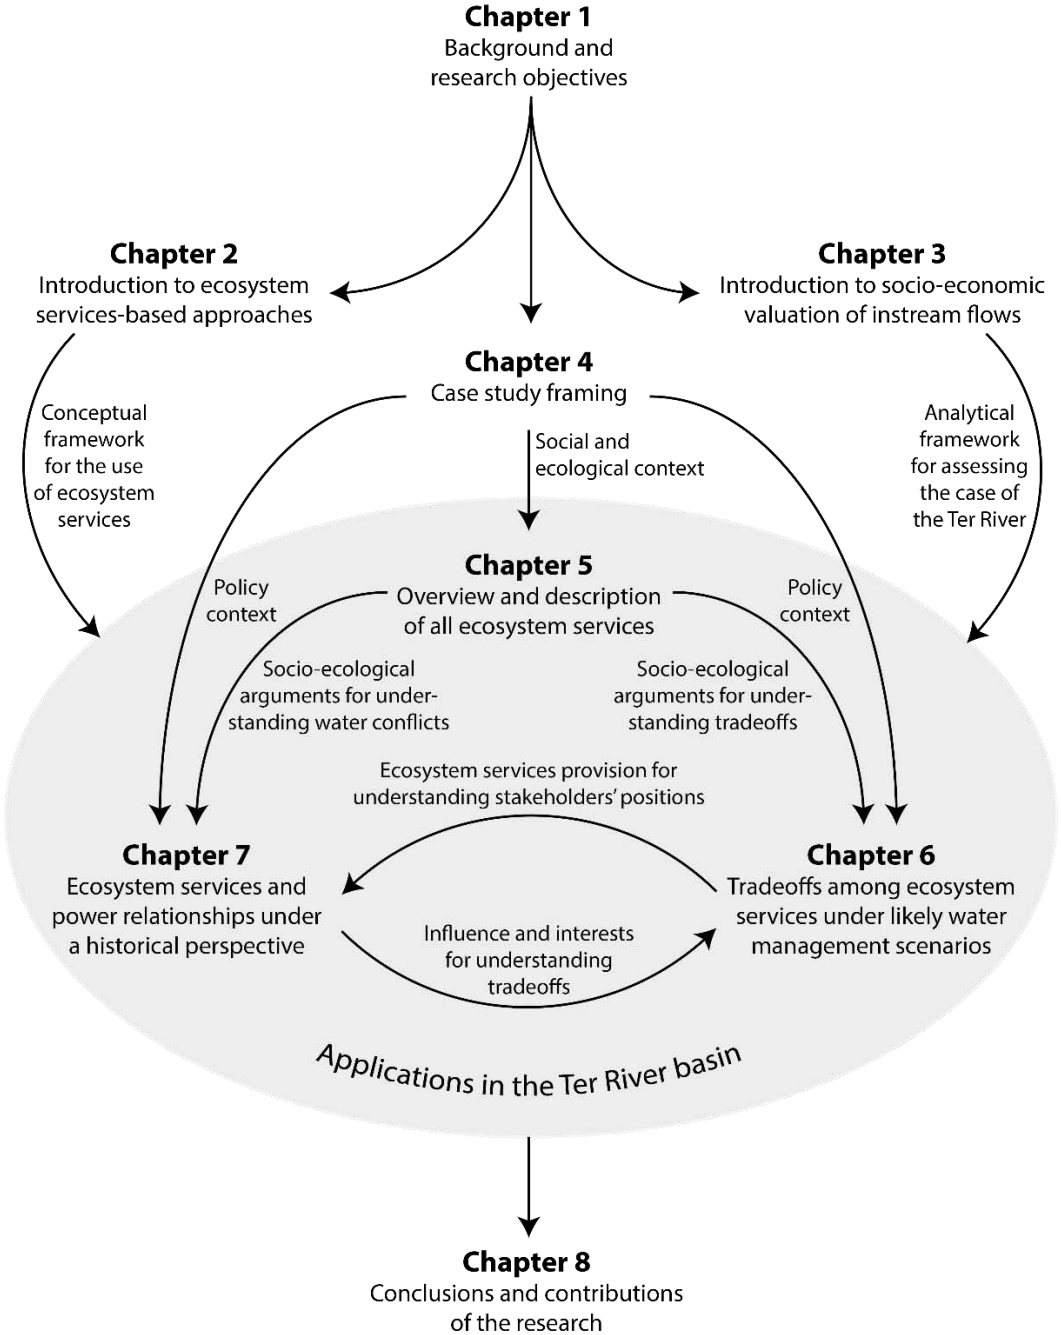 Chapter 1
Background and
research objectives
Chapter 2
Introduction to ecosystem
services-based approaches
Chapter 3
Introduction to socio-economic
valuation of instream flows
Chapter 4
Case study framing
Conceptual
framework
for the use
of ecosystem
services
Social and
ecological context
Analytical
framework
for assessing
the case of
the Ter River
Chapter 5
Overview and description
of all ecosystem services
Policy
context
Policy
context
Socio-ecological
arguments for under-
standing water conflicts
Socio-ecological
arguments for under-
standing tradeoffs
Ecosystem services provision for
understanding stakeholders' positions
Chapter 7
Ecosystem services and
power relationships under
a historical perspective
Chapter 6
Tradeoffs among ecosystem
services under likely water
management scenarios
Influence and interests
for understanding
tradeoffs
Applications in the Ter River basin
Chapter 8
Conclusions and contributions
of the research